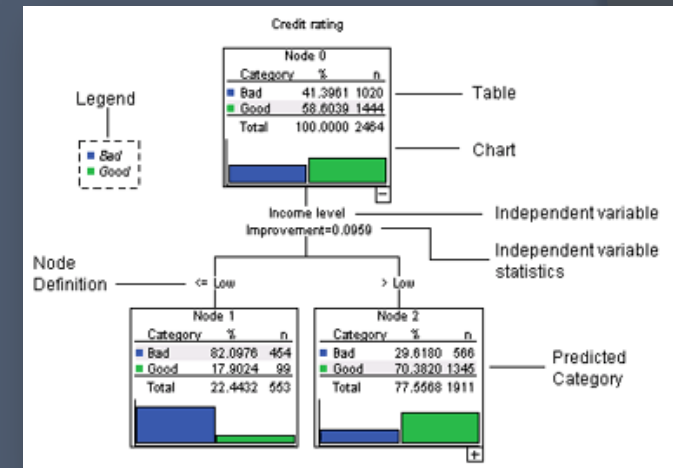 Credit rating
Node 0
Category % n
Bad 41.3961 1020
Good 58.6039 1444
Total 100.0000 2464
Table
Chart
Legend
Bad
Good
Income level
Improvement=0.0959
Independent variable
Independent variable
statistics
Node
Definition
<= Low
> Low
Node 1
Category % n
Bad 82.0976 454
Good 17.9024 99
Total 22.4432 553
Node 2
Category % n
Bad 29.6180 566
Good 70.3820 1345
Total 77.5568 1911
Predicted
Category